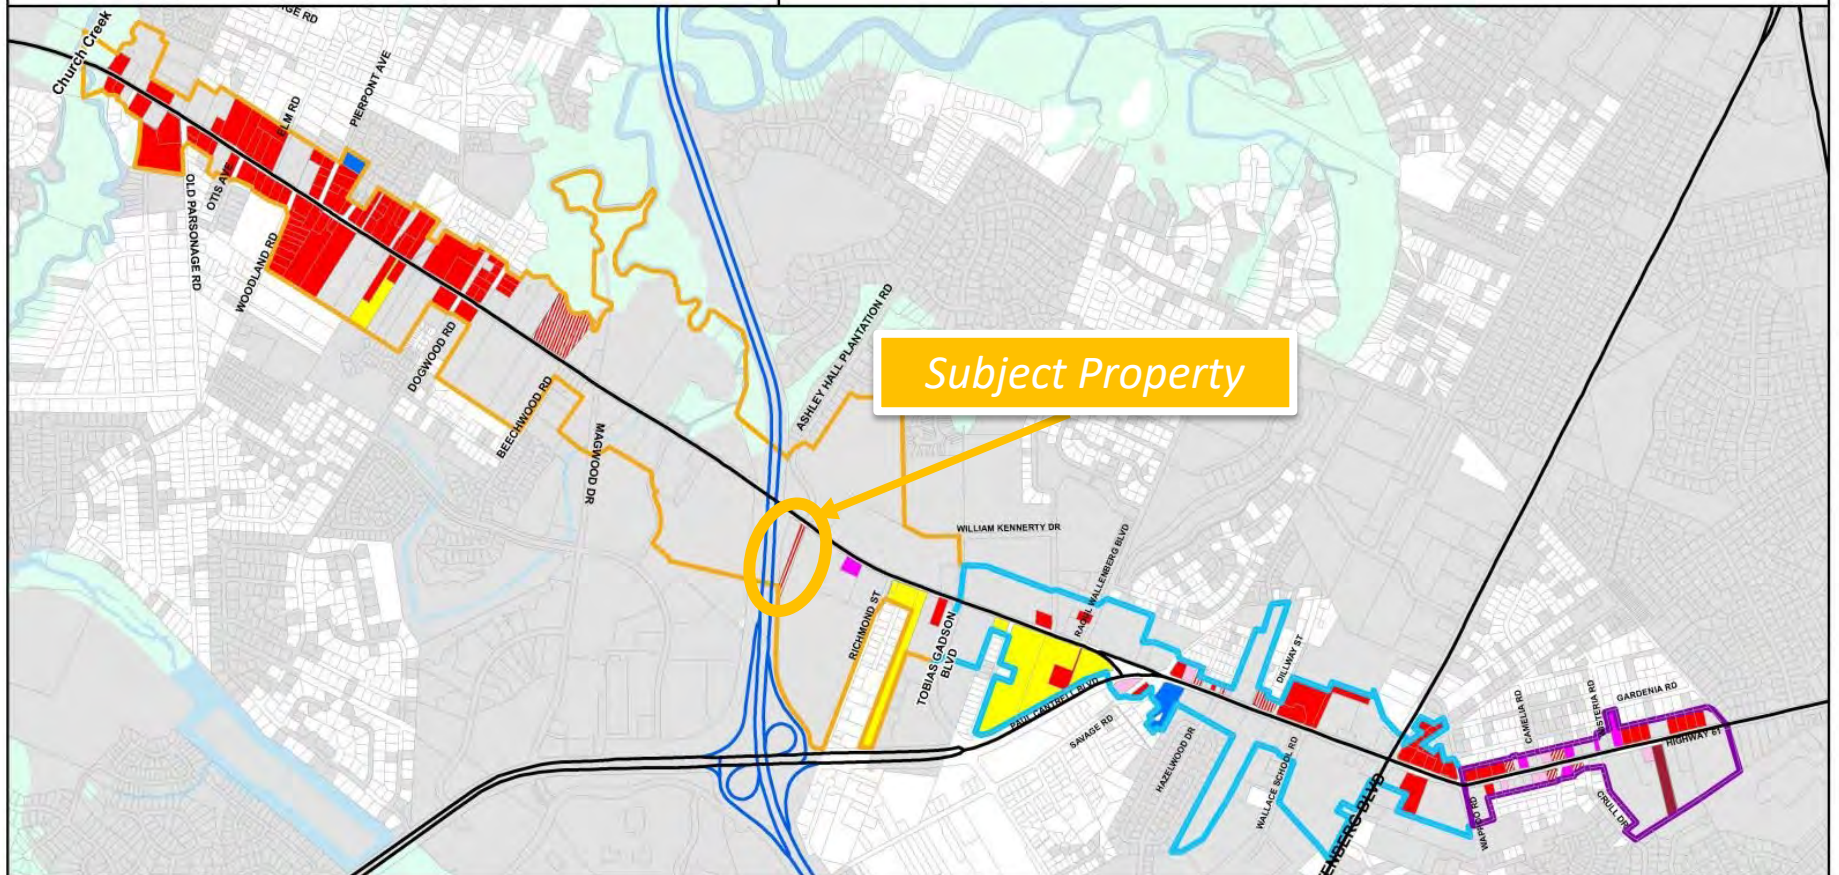 GE RD
Church Creek
ELM RD
PIERPONT AVE
OLD PARSONAGE RD
OTIS AVE
WOODLAND RD
DOGWOOD RD
BEECHWOOD RD
MAGWOOD DR
ASHLEY HALL PLANTATION RD
Subject Property
WILLIAM KENNERTY DR
RAOUL WALLENBERG BLVD
RICHMOND ST
TOBIAS GADSON
BLVD
PAUL CANTRELL BLVD
SAVAGE RD
HAZELWOOD DR
WALLACE SCHOOL RD
DILLWAY ST
ENBERG BLVD
WAPPOO RD
CAMELIA RD
WISTERIA RD
GARDENIA RD
HIGHWAY 61
CRULL DR